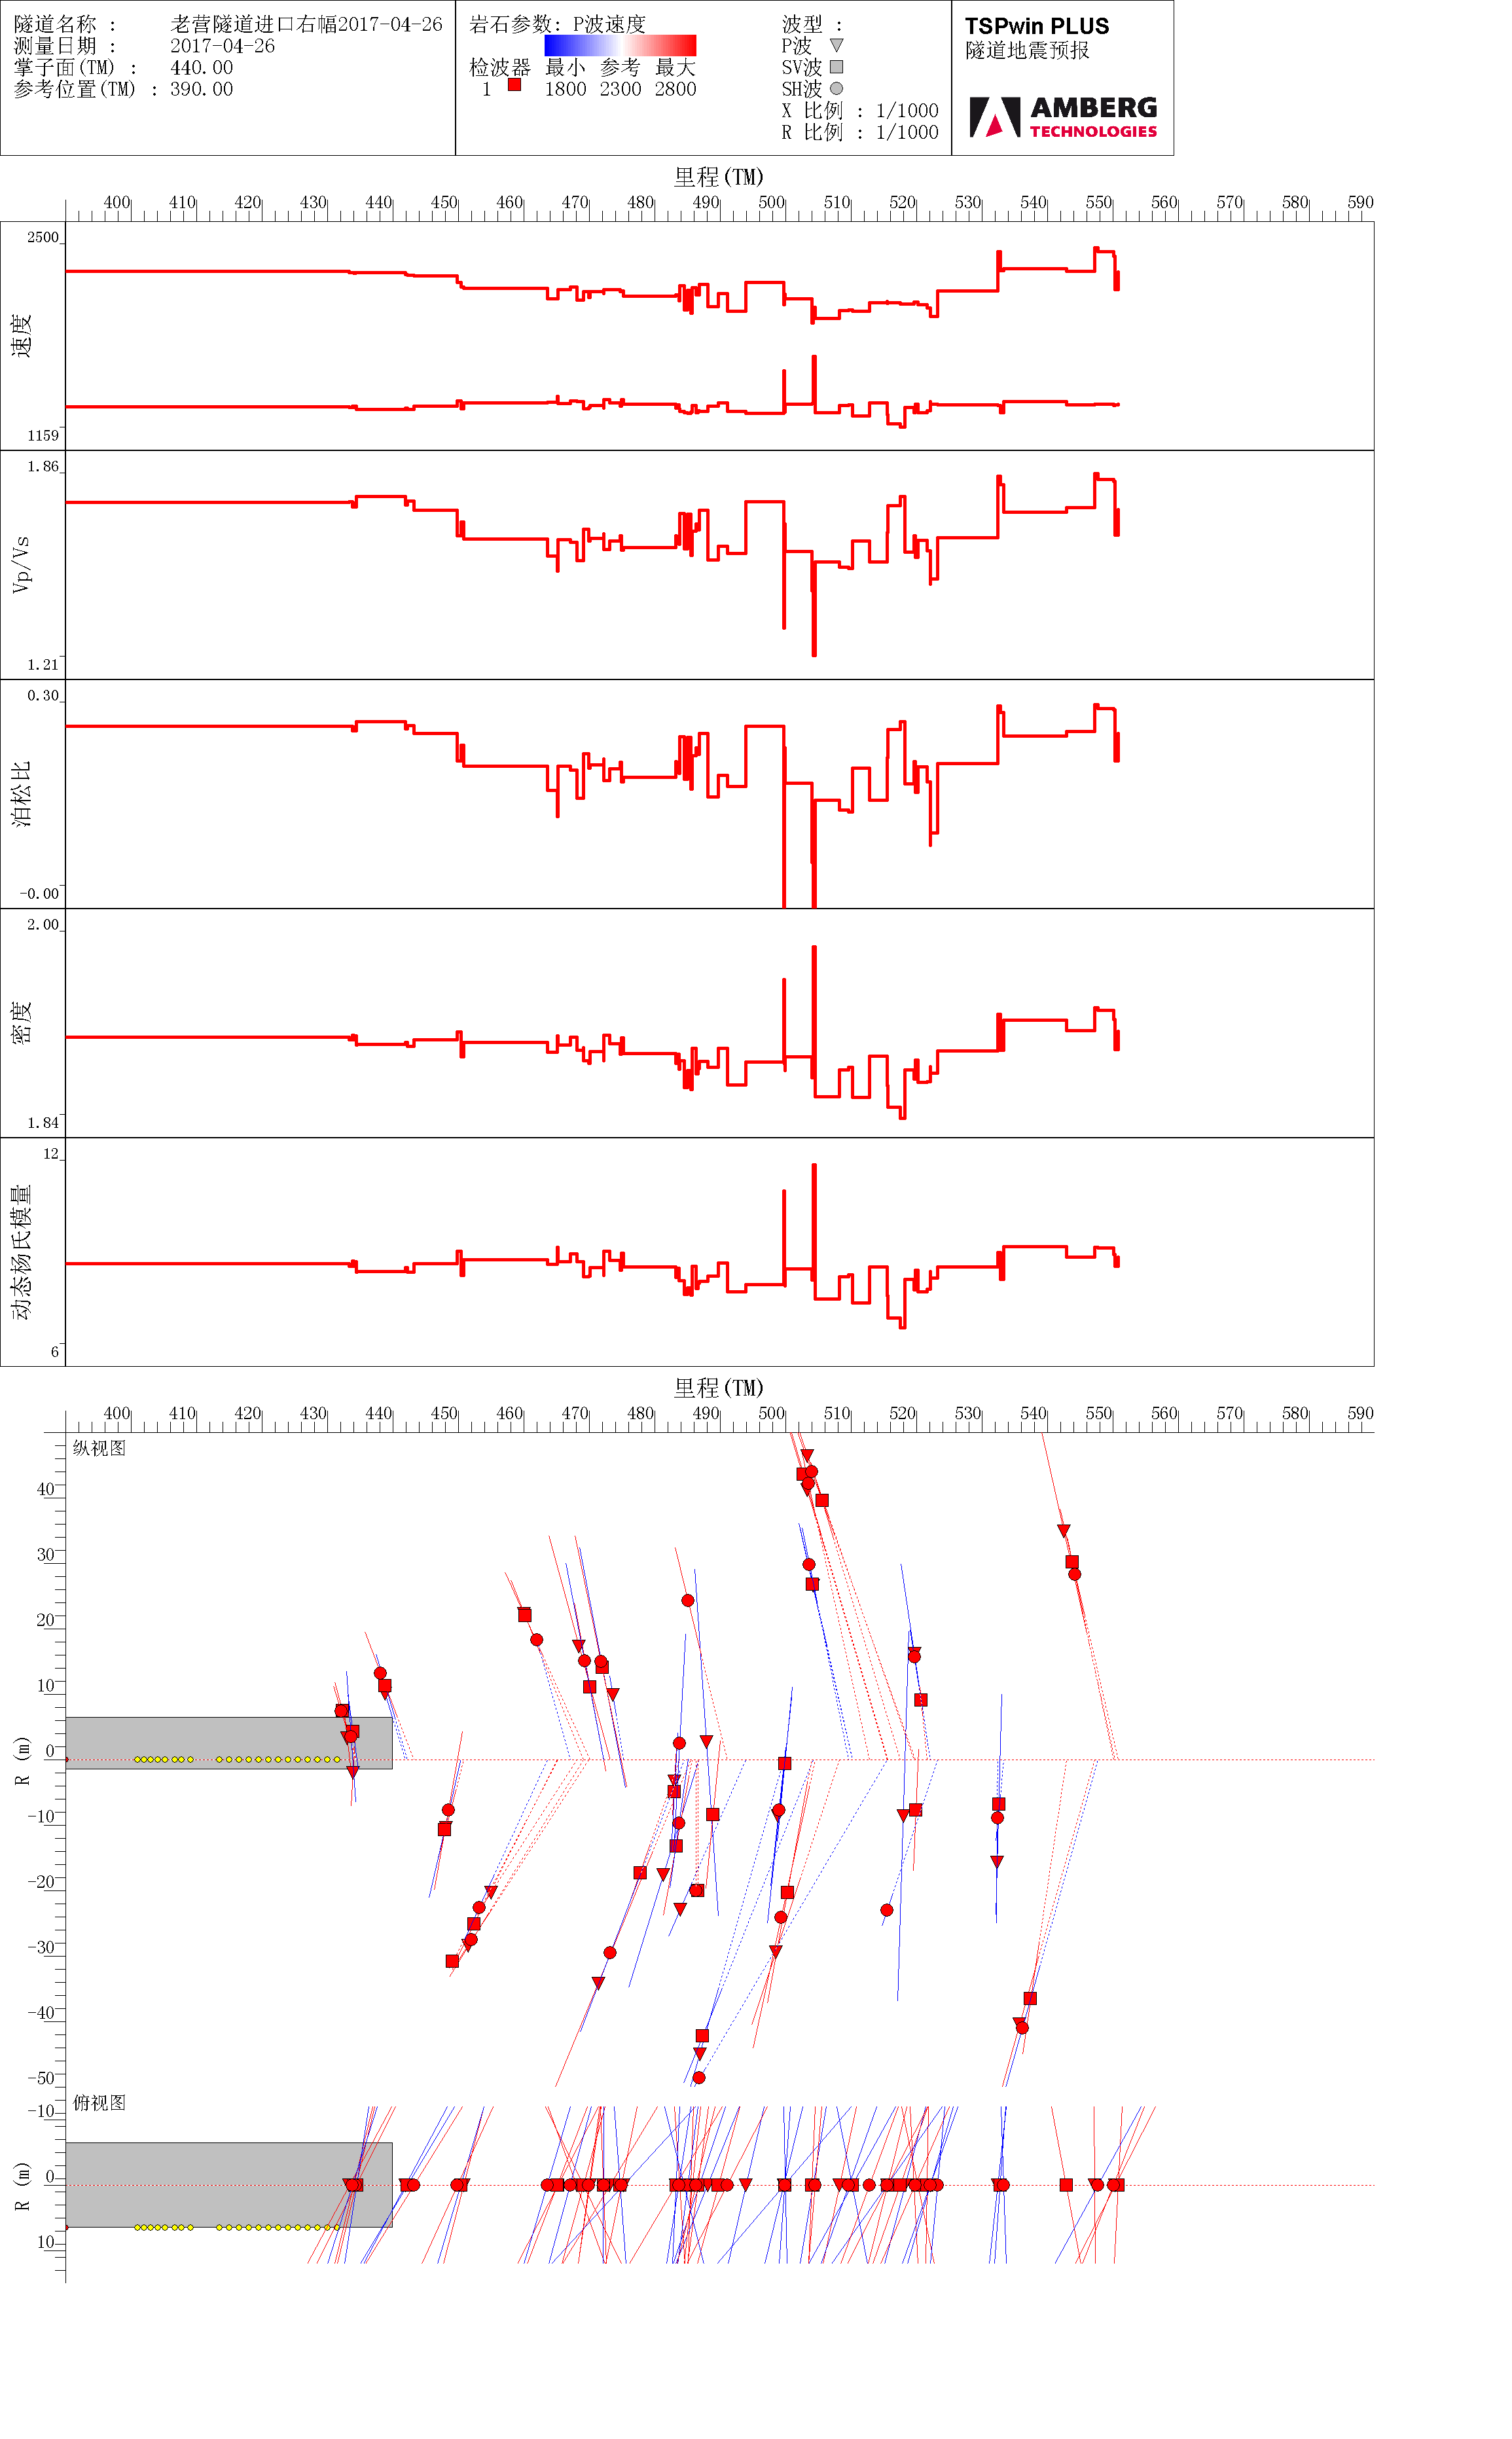 隧道名称 : 老营隧道进口右幅2017-04-26
测量日期 : 2017-04-26
掌子面(TM) : 440.00
参考位置(TM) : 390.00
岩石参数: P波速度
检波器 最小 参考 最大
1 1800 2300 2800
波型 :
P波
SV波
SH波
X 比例 : 1/1000
R 比例 : 1/1000
TSPwin PLUS
隧道地震预报
AMBERG
TECHNOLOGIES
里程(TM)
400 410 420 430 440 450 460 470 480 490 500 510 520 530 540 550 560 570 580 590
2500
速度
1159
1.86
Vp/Vs
1.21
0.30
泊松比
-0.00
2.00
密度
1.84
12
动态杨氏模量
6
里程(TM)
400 410 420 430 440 450 460 470 480 490 500 510 520 530 540 550 560 570 580 590
纵视图
40
30
20
10
0
R (m)
-10
-20
-30
-40
-50
俯视图
-10
0
R (m)
10